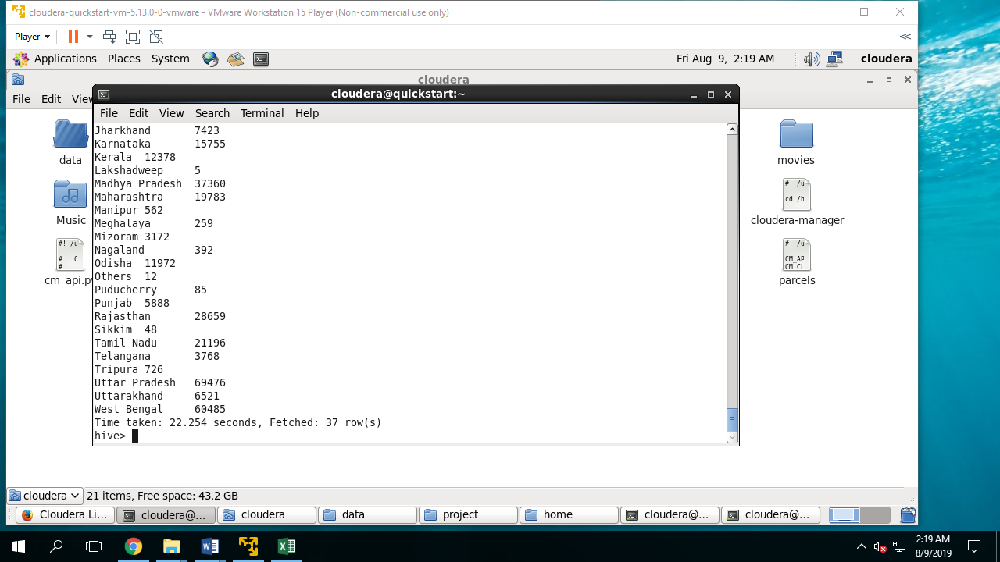 cloudera-quickstart-vm-5.13.0-0-vmware - VMware Workstation 15 Player (Non-commercial use only)
Player
Applications Places System Fri Aug 9, 2:19 AM cloudera
cloudera
File Edit View
cloudera@quickstart:~
File Edit View Search Terminal Help
data
Music
cm_api.py
movies
#! /u
cd /h
cloudera-manager
#! /u
CM_AP
CM_CL
parcels
#! /u
# C
#
Jharkhand 7423
Karnataka 15755
Kerala 12378
Lakshadweep 5
Madhya Pradesh 37360
Maharashtra 19783
Manipur 562
Meghalaya 259
Mizoram 3172
Nagaland 392
Odisha 11972
Others 12
Puducherry 85
Punjab 5888
Rajasthan 28659
Sikkim 48
Tamil Nadu 21196
Telangana 3768
Tripura 726
Uttar Pradesh 69476
Uttarakhand 6521
West Bengal 60485
Time taken: 22.254 seconds, Fetched: 37 row(s)
hive>
cloudera 21 items, Free space: 43.2 GB
Cloudera Li... cloudera@... cloudera data project home cloudera@... cloudera@...
2:19 AM
8/9/2019